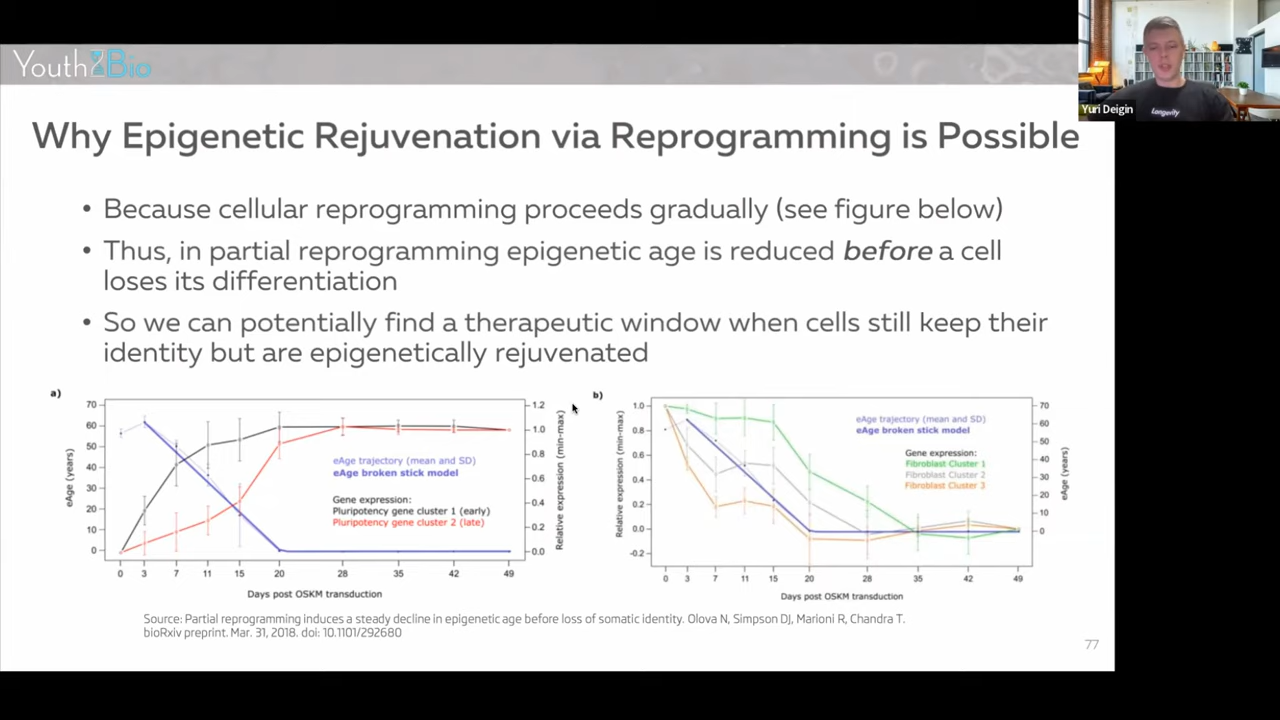 YouthBio
Yuri Deigin
Longevity
Why Epigenetic Rejuvenation via Reprogramming is Possible
• Because cellular reprogramming proceeds gradually (see figure below)
• Thus, in partial reprogramming epigenetic age is reduced before a cell
loses its differentiation
• So we can potentially find a therapeutic window when cells still keep their
identity but are epigenetically rejuvenated
a)
eAge (years)
70
60
50
40
30
20
10
0
eAge trajectory (mean and SD)
eAge broken stick model
Gene expression:
Pluripotency gene cluster 1 (early)
Pluripotency gene cluster 2 (late)
1.2
1.0
0.8
0.6
0.4
0.2
0.0
Relative expression (min-max)
0 3 7 11 15 20 28 35 42 49
Days post OSKM transduction
b)
Relative expression (min-max)
1.0
0.8
0.6
0.4
0.2
0.0
-0.2
eAge trajectory (mean and SD)
eAge broken stick model
Gene expression:
Fibroblast Cluster 1
Fibroblast Cluster 2
Fibroblast Cluster 3
70
60
50
40
30
20
10
0
eAge (years)
0 3 7 11 15 20 28 35 42 49
Days post OSKM transduction
Source: Partial reprogramming induces a steady decline in epigenetic age before loss of somatic identity. Olova N, Simpson DJ, Marioni R, Chandra T.
bioRxiv preprint. Mar. 31, 2018. doi: 10.1101/292680
77